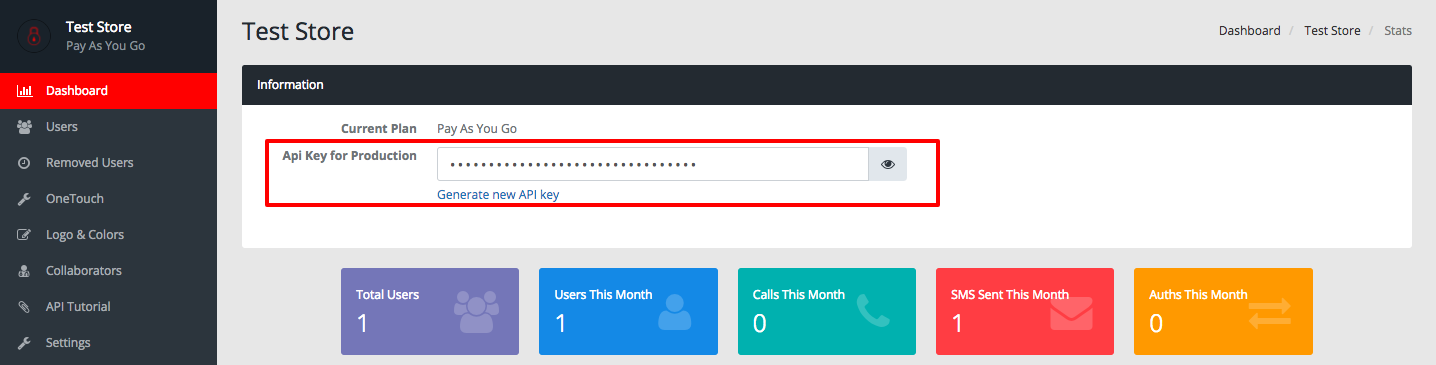 Test Store
Pay As You Go
Dashboard
Users
Removed Users
OneTouch
Logo & Colors
Collaborators
API Tutorial
Settings
Test Store
Dashboard / Test Store / Stats
Information
Current Plan Pay As You Go
Api Key for Production ••••••••••••••••••••••••••••••••
Generate new API key
Total Users
1
Users This Month
1
Calls This Month
0
SMS Sent This Month
1
Auths This Month
0